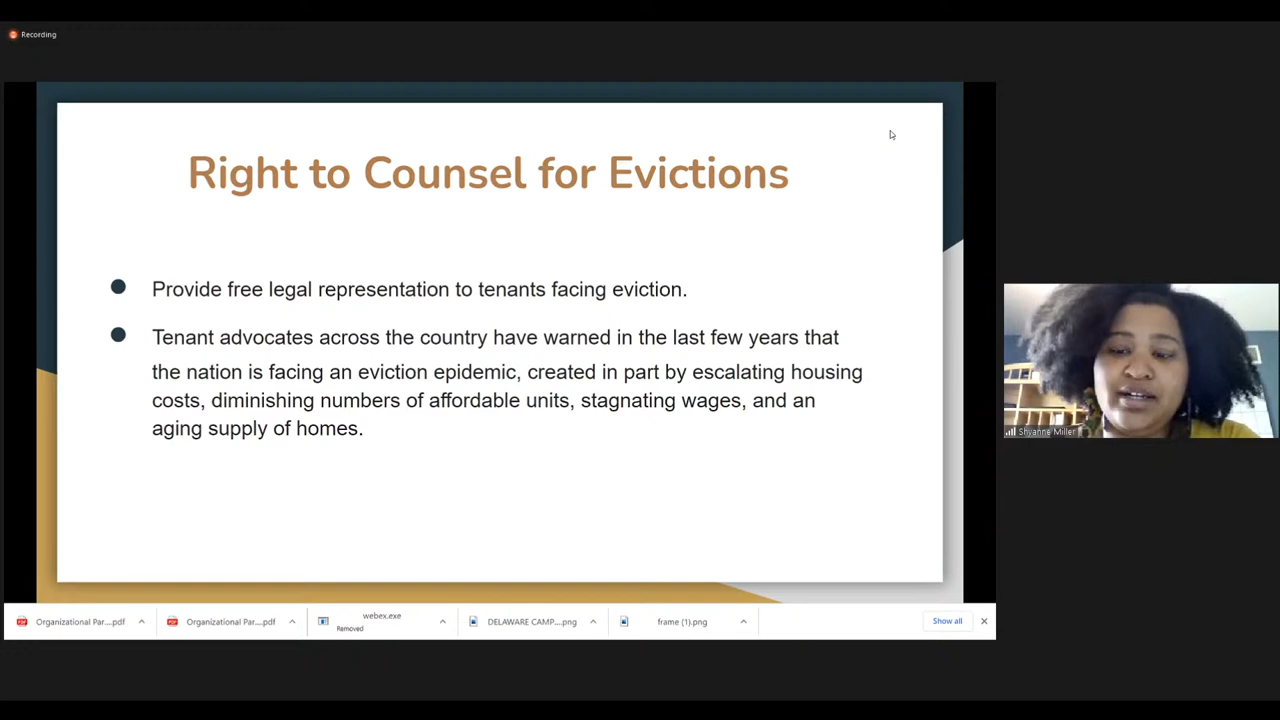 Recording
Right to Counsel for Evictions
Provide free legal representation to tenants facing eviction.
Tenant advocates across the country have warned in the last few years that
the nation is facing an eviction epidemic, created in part by escalating housing
costs, diminishing numbers of affordable units, stagnating wages, and an
aging supply of homes.
Shyanne Miller
Organizational Par....pdf
Organizational Par....pdf
webex.exe
Removed
DELAWARE CAMP....png
frame (1).png
Show all